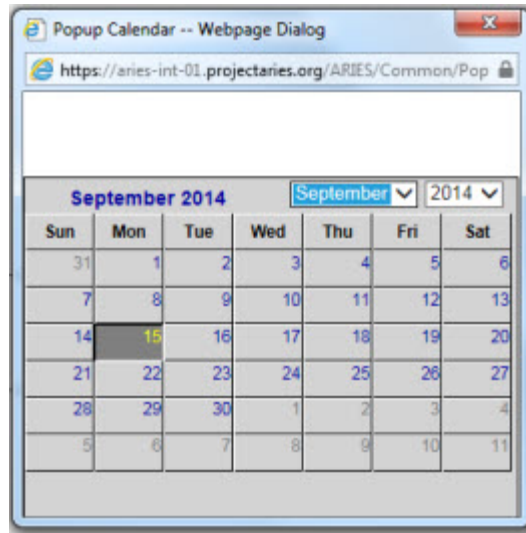 Popup Calendar -- Webpage Dialog
https://aries-int-01.projectaries.org/ARIES/Common/Pop
September 2014 September 2014
Sun Mon Tue Wed Thu Fri Sat
31 1 2 3 4 5 6
7 8 9 10 11 12 13
14 15 16 17 18 19 20
21 22 23 24 25 26 27
28 29 30 1 2 3 4
5 6 7 8 9 10 11